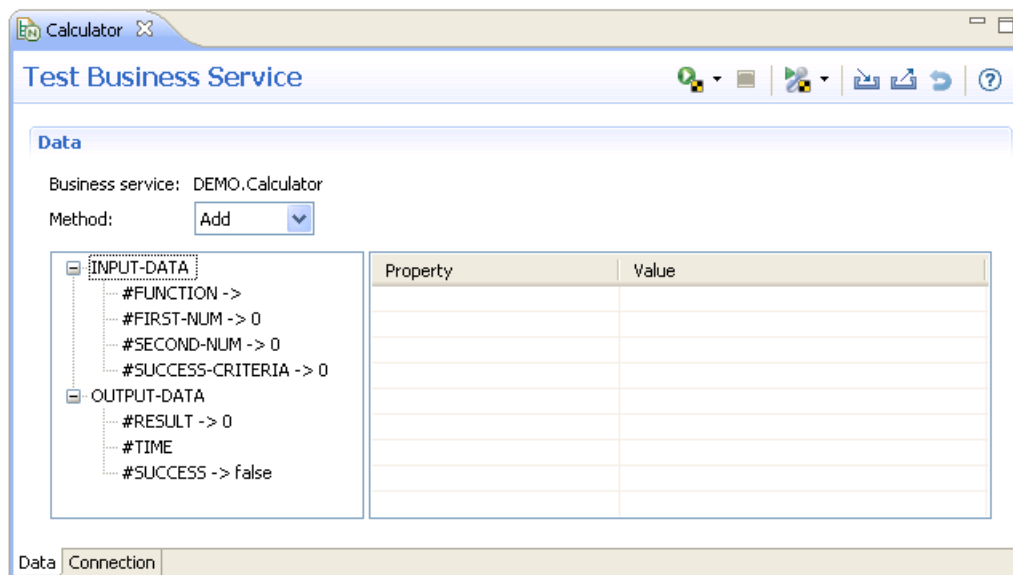 Calculator
Test Business Service
Data
Business service: DEMO.Calculator
Method: Add
INPUT-DATA
#FUNCTION ->
#FIRST-NUM -> 0
#SECOND-NUM -> 0
#SUCCESS-CRITERIA -> 0
OUTPUT-DATA
#RESULT -> 0
#TIME
#SUCCESS -> false
Property Value
Data Connection